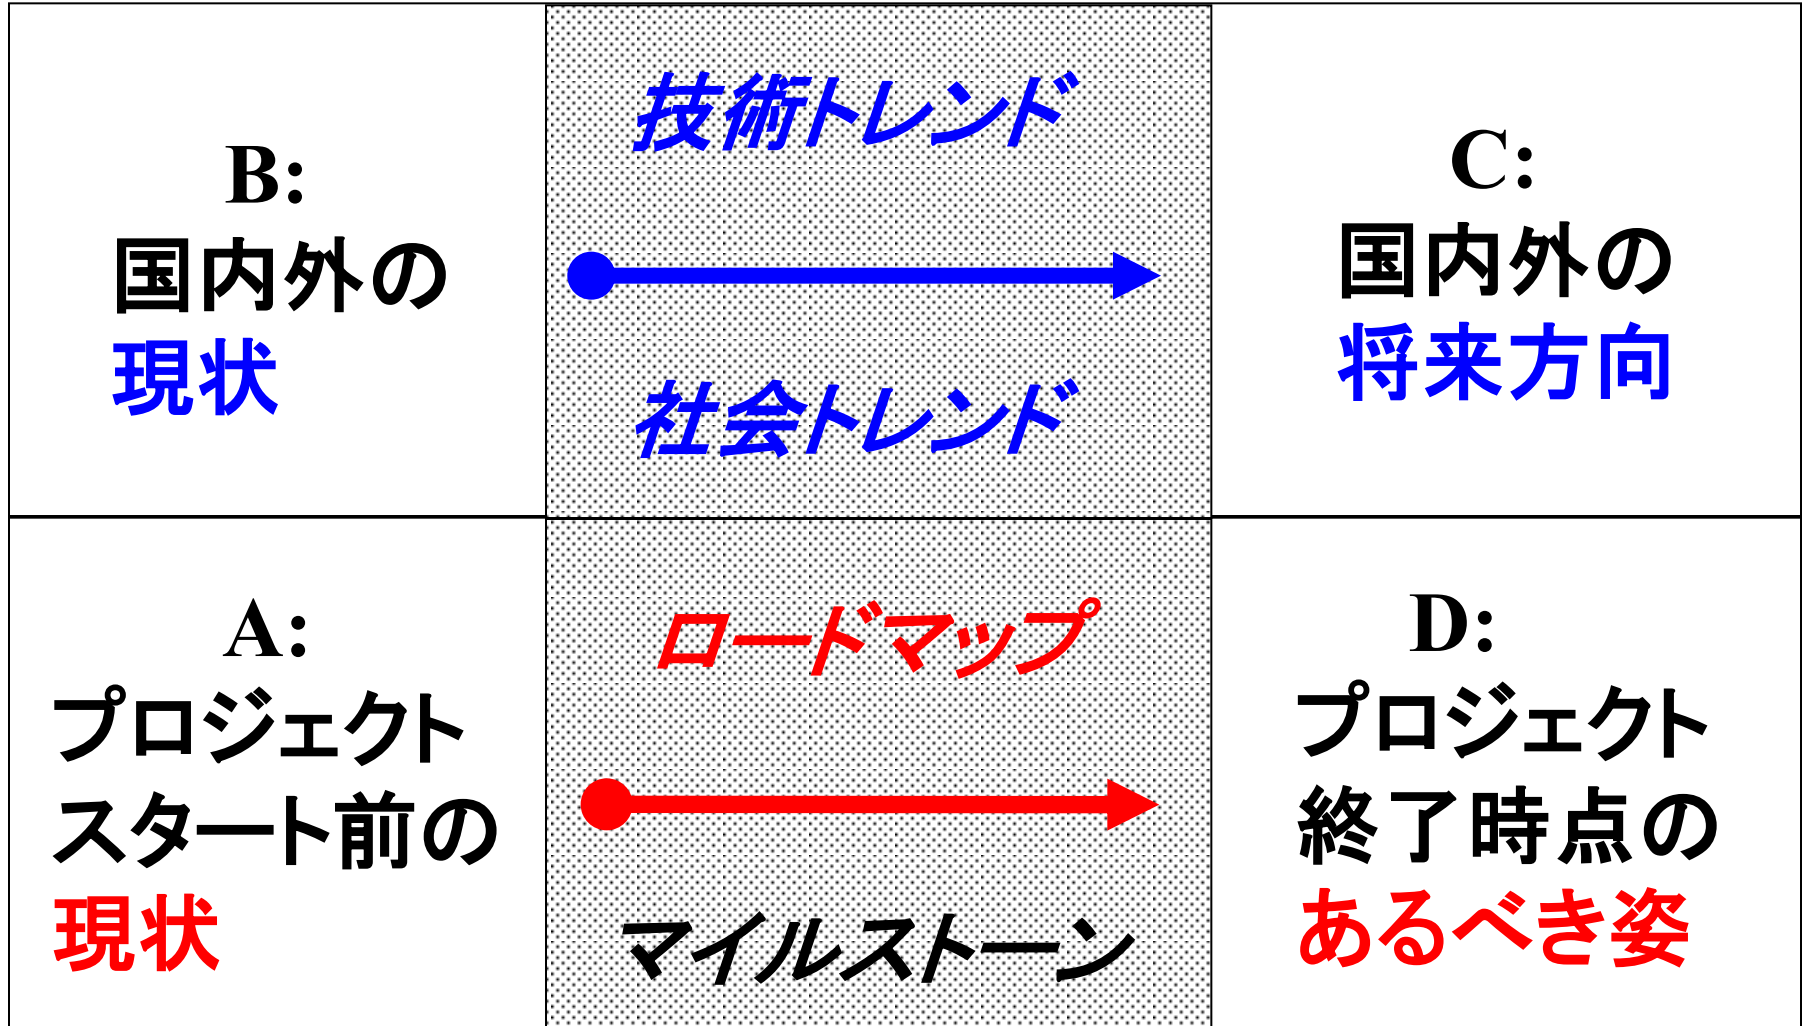 B:
国内外の
現状
技術トレンド
社会トレンド
C:
国内外の
将来方向
A:
プロジェクト
スタート前の
現状
ロードマップ
マイルストーン
D:
プロジェクト
終了時点の
あるべき姿